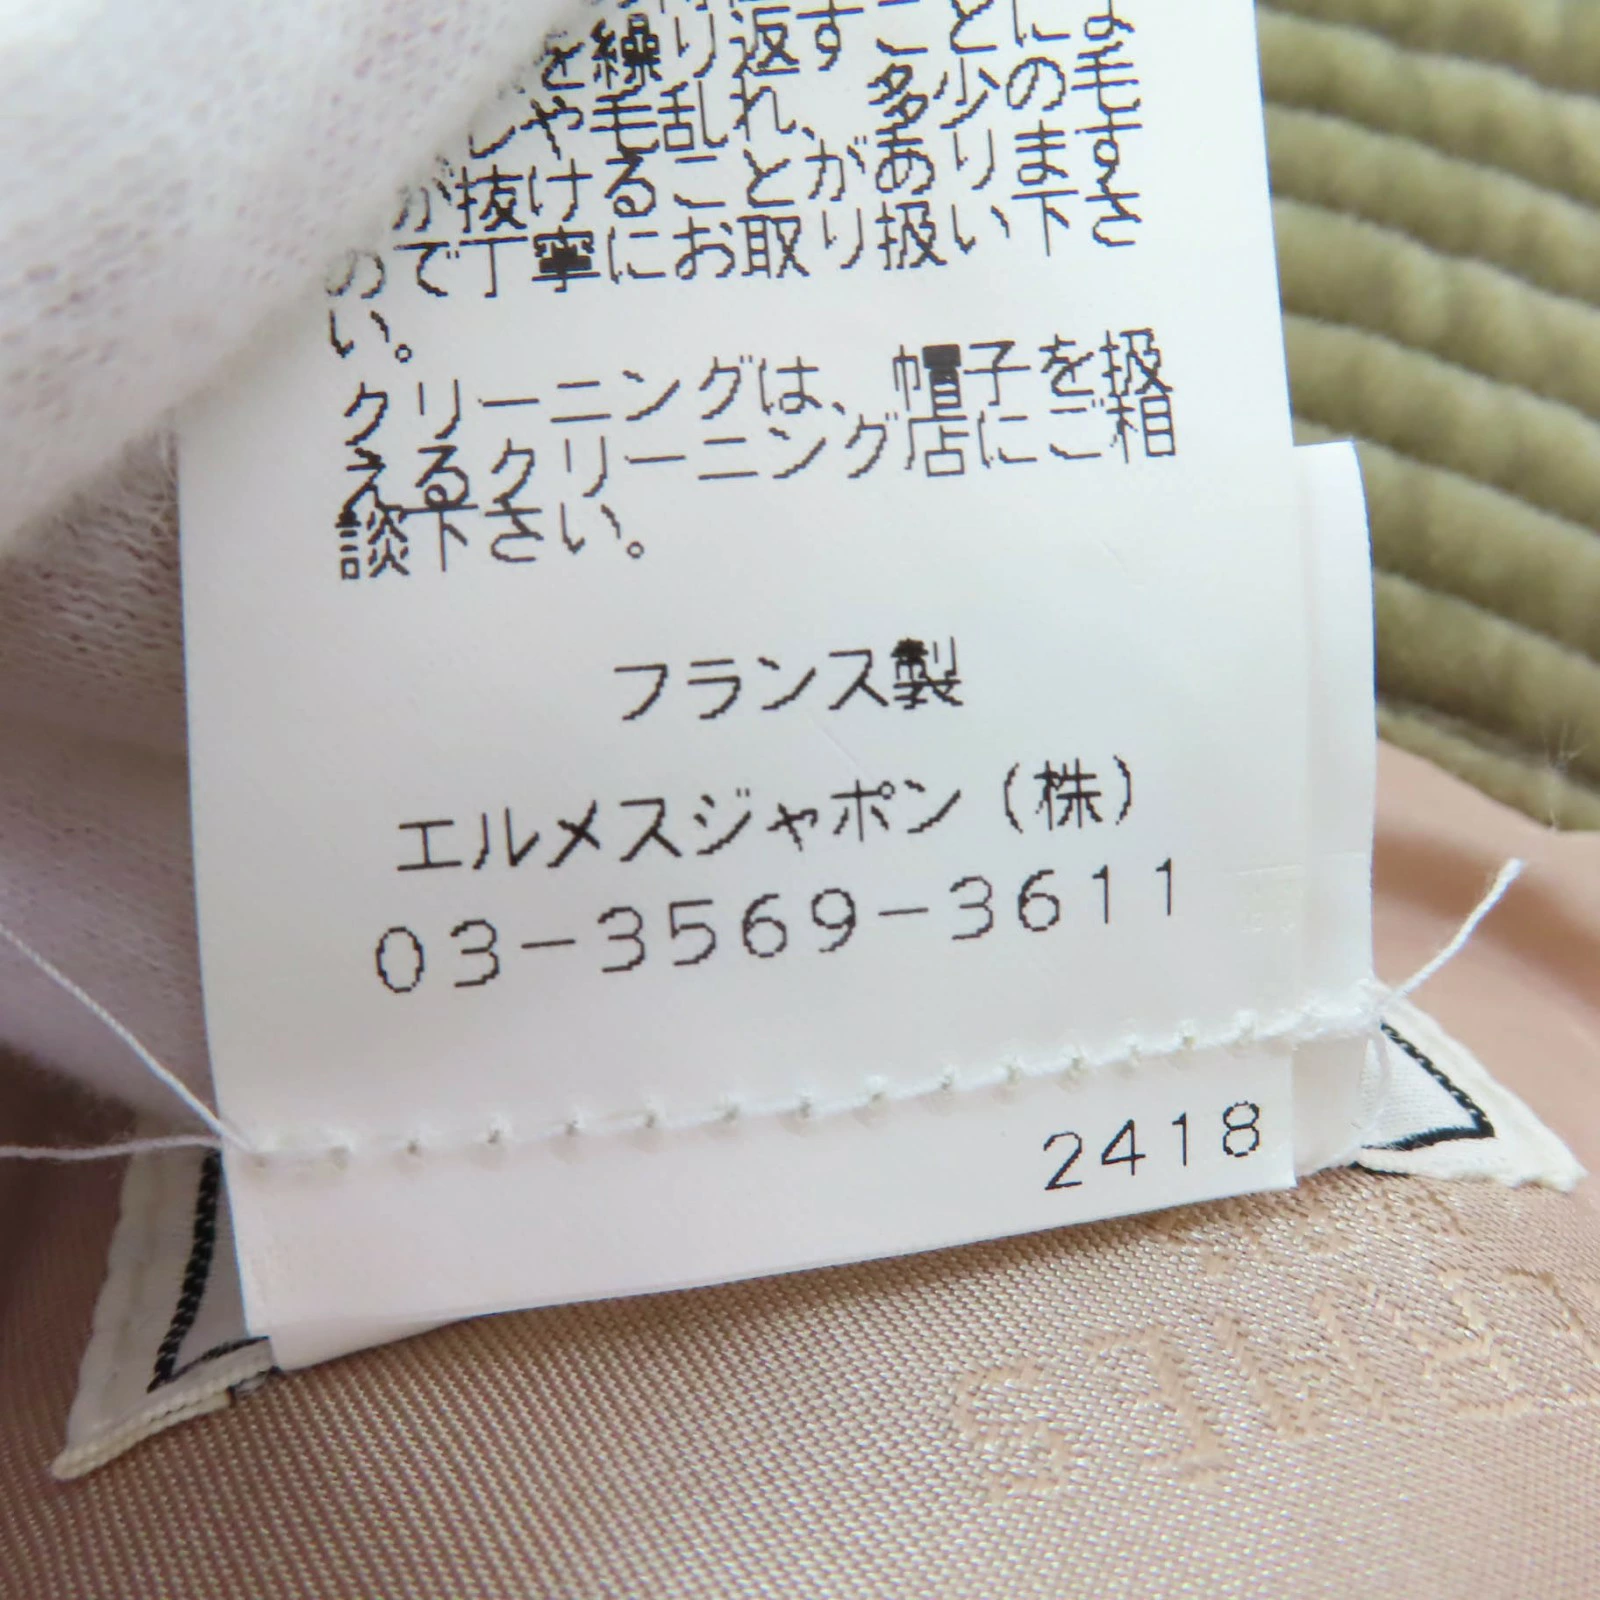 を繰り返すことには
や毛乱れ、多少の毛
が抜けることがあります
ので丁寧にお取り扱い下さ
い。
クリーニングは、帽子を扱
えるクリーニング店にご相
談下さい。
フランス製
エルメスジャポン(株)
03-3569-3611
2418